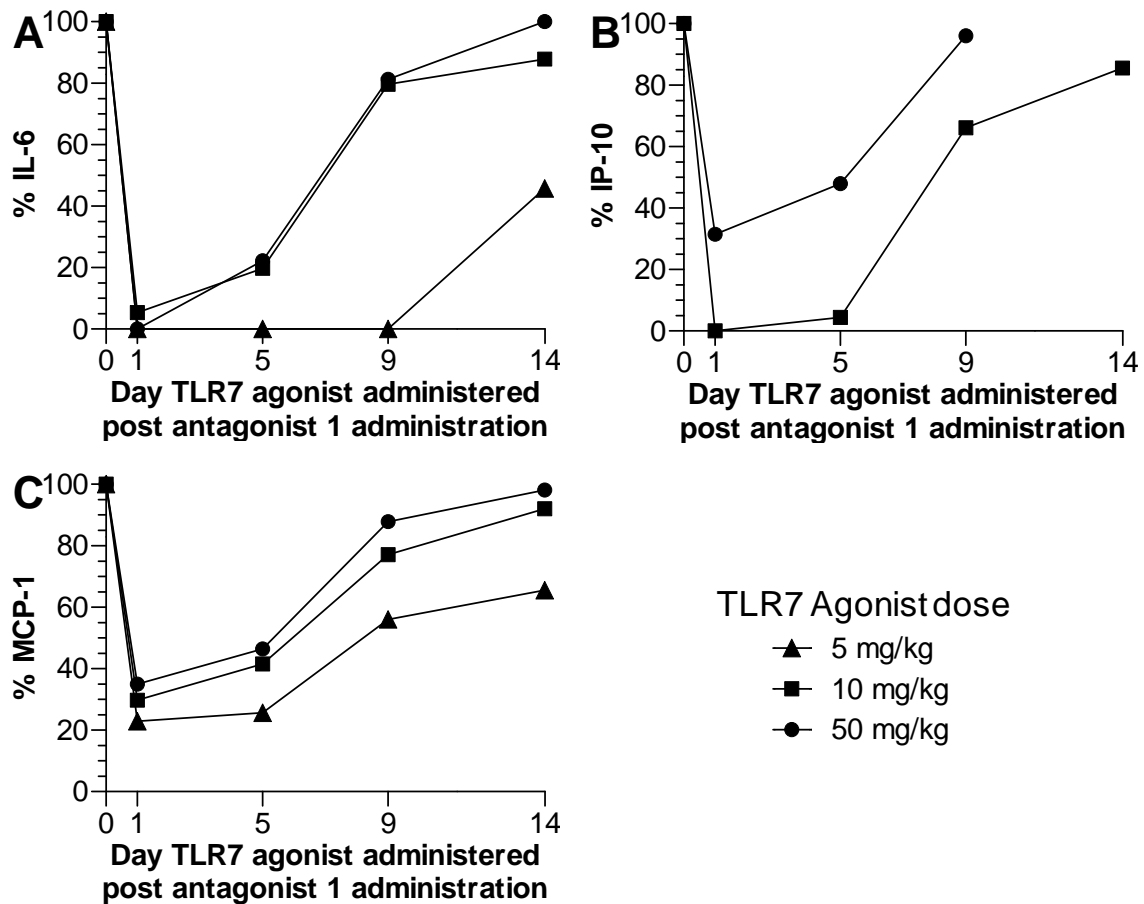 A
% IL-6
100
80
60
40
20
0
0 1 5 9 14
Day TLR7 agonist administered
post antagonist 1 administration
B
% IP-10
100
80
60
40
20
0
0 1 5 9 14
Day TLR7 agonist administered
post antagonist 1 administration
C
% MCP-1
100
80
60
40
20
0
0 1 5 9 14
Day TLR7 agonist administered
post antagonist 1 administration
TLR7 Agonist dose
5 mg/kg
10 mg/kg
50 mg/kg